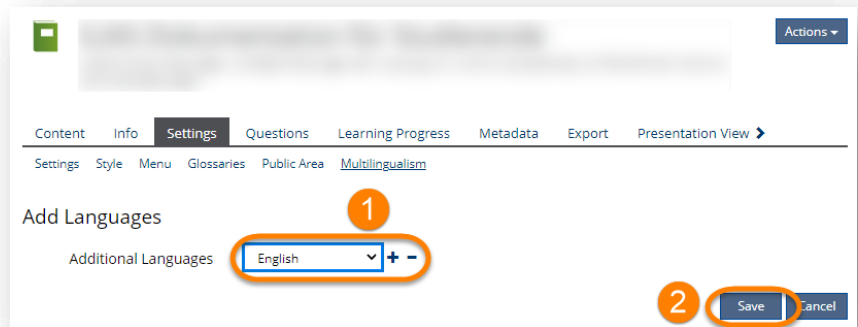 Actions
Content Info Settings Questions Learning Progress Metadata Export Presentation View
Settings Style Menu Glossaries Public Area Multilingualism
1
Add Languages
Additional Languages English + −
2 Save Cancel